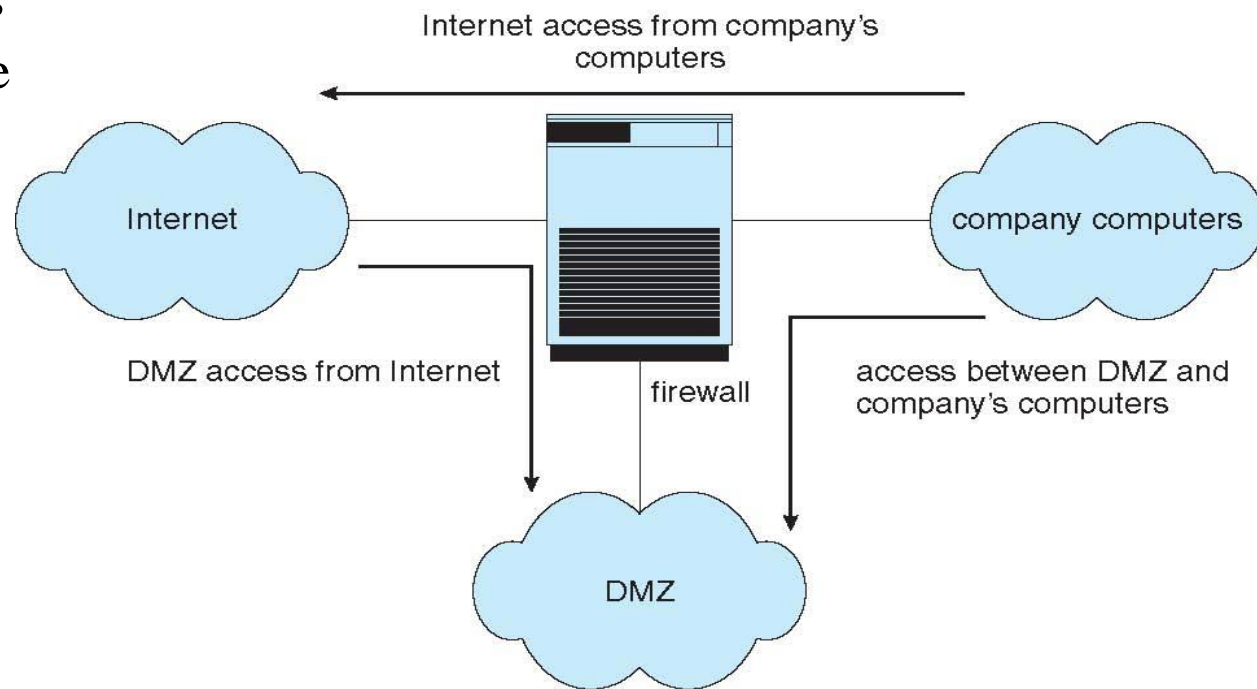 e
Internet access from company's
computers
Internet
company computers
DMZ access from Internet
firewall
access between DMZ and
company's computers
DMZ